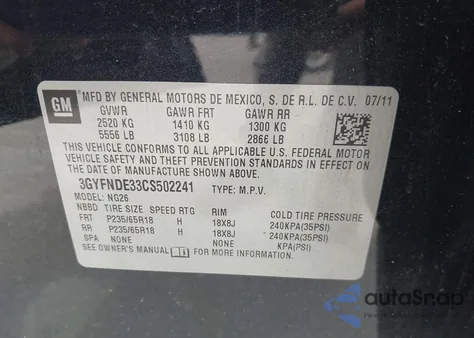 GM
MFD BY GENERAL MOTORS DE MEXICO, S. DE R.L. DE C.V. 07/11
GVWR GAWR FRT GAWR RR
2520 KG 1410 KG 1300 KG
5556 LB 3108 LB 2866 LB
THIS VEHICLE CONFORMS TO ALL APPLICABLE U.S. FEDERAL MOTOR
VEHICLE SAFETY, BUMPER, AND THEFT PREVENTION STANDARDS IN EFFECT ON
THE DATE OF MANUFACTURE SHOWN ABOVE.
3GYFNDE33CS502241 TYPE: M.P.V.
MODEL: NG26
NBBD TIRE SIZE SPEED RTG RIM COLD TIRE PRESSURE
FRT P235/65R18 H 18X8J 240KPA(35PSI)
RR P235/65R18 H 18X8J 240KPA(35PSI)
SPA NONE NONE KPA(PSI)
SEE OWNER'S MANUAL FOR MORE INFORMATION.
autoSnap